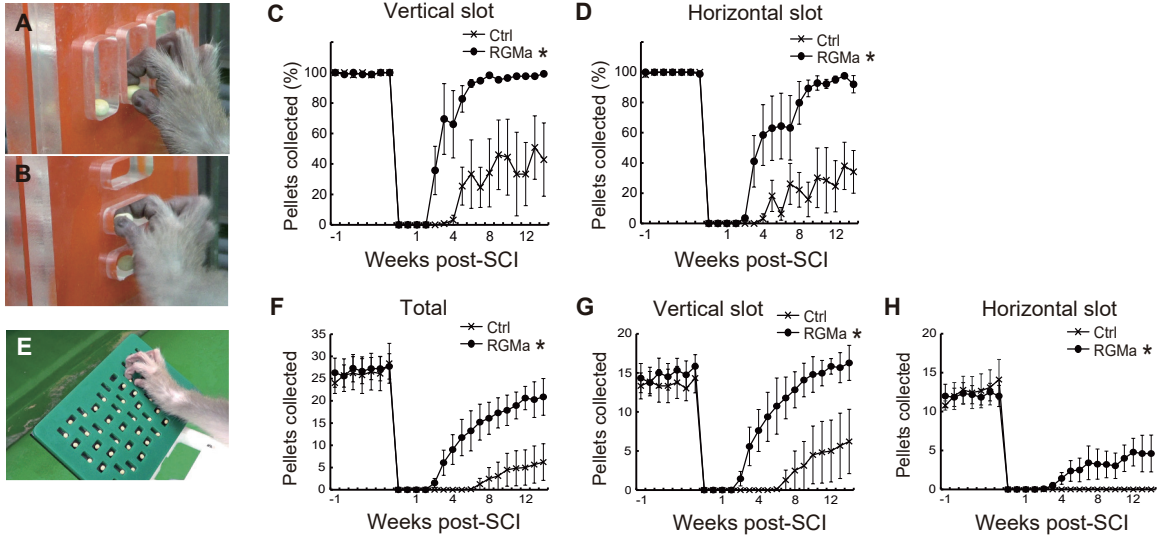 A
B
C
Vertical slot
Ctrl
RGMa *
Pellets collected (%)
100
80
60
40
20
0
-1 1 4 8 12
Weeks post-SCI
D
Horizontal slot
Ctrl
RGMa *
Pellets collected (%)
100
80
60
40
20
0
-1 1 4 8 12
Weeks post-SCI
E
F
Total
Ctrl
RGMa *
Pellets collected
35
30
25
20
15
10
5
0
-1 1 4 8 12
Weeks post-SCI
G
Vertical slot
Ctrl
RGMa *
Pellets collected
20
15
10
5
0
-1 1 4 8 12
Weeks post-SCI
H
Horizontal slot
Ctrl
RGMa *
Pellets collected
20
15
10
5
0
-1 1 4 8 12
Weeks post-SCI